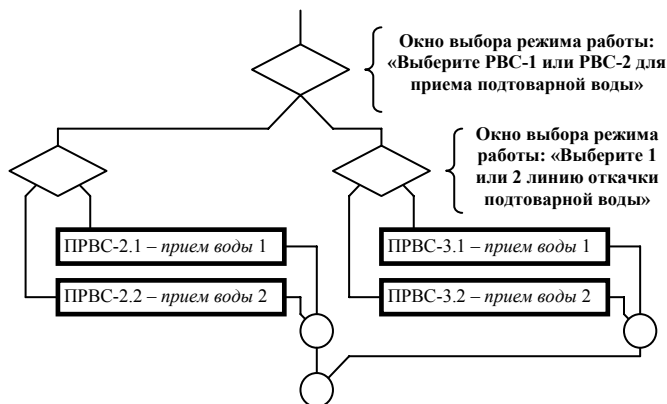 Окно выбора режима работы:
«Выберите РВС-1 или РВС-2 для
приема подтоварной воды»
Окно выбора режима
работы: «Выберите 1
или 2 линию откачки
подтоварной воды»
ПРВС-2.1 – прием воды 1
ПРВС-3.1 – прием воды 1
ПРВС-2.2 – прием воды 2
ПРВС-3.2 – прием воды 2